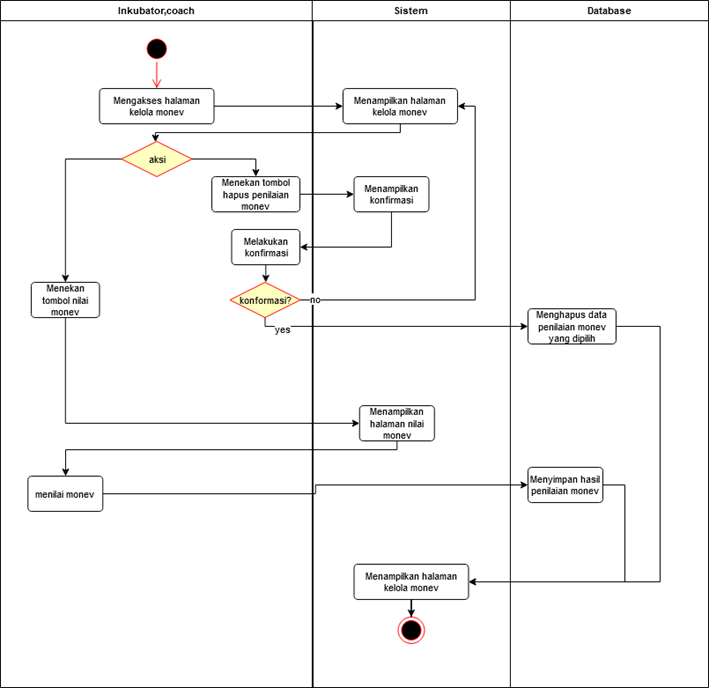 Inkubator,coach
Sistem
Database
Mengakses halaman
kelola monev
Menampilkan halaman
kelola monev
aksi
Menekan tombol
hapus penilaian
monev
Menampilkan
konfirmasi
Melakukan
konfirmasi
Menekan
tombol nilai
monev
konformasi?
no
yes
Menghapus data
penilaian monev
yang dipilih
Menampilkan
halaman nilai
monev
menilai monev
Menyimpan hasil
penilaian monev
Menampilkan halaman
kelola monev